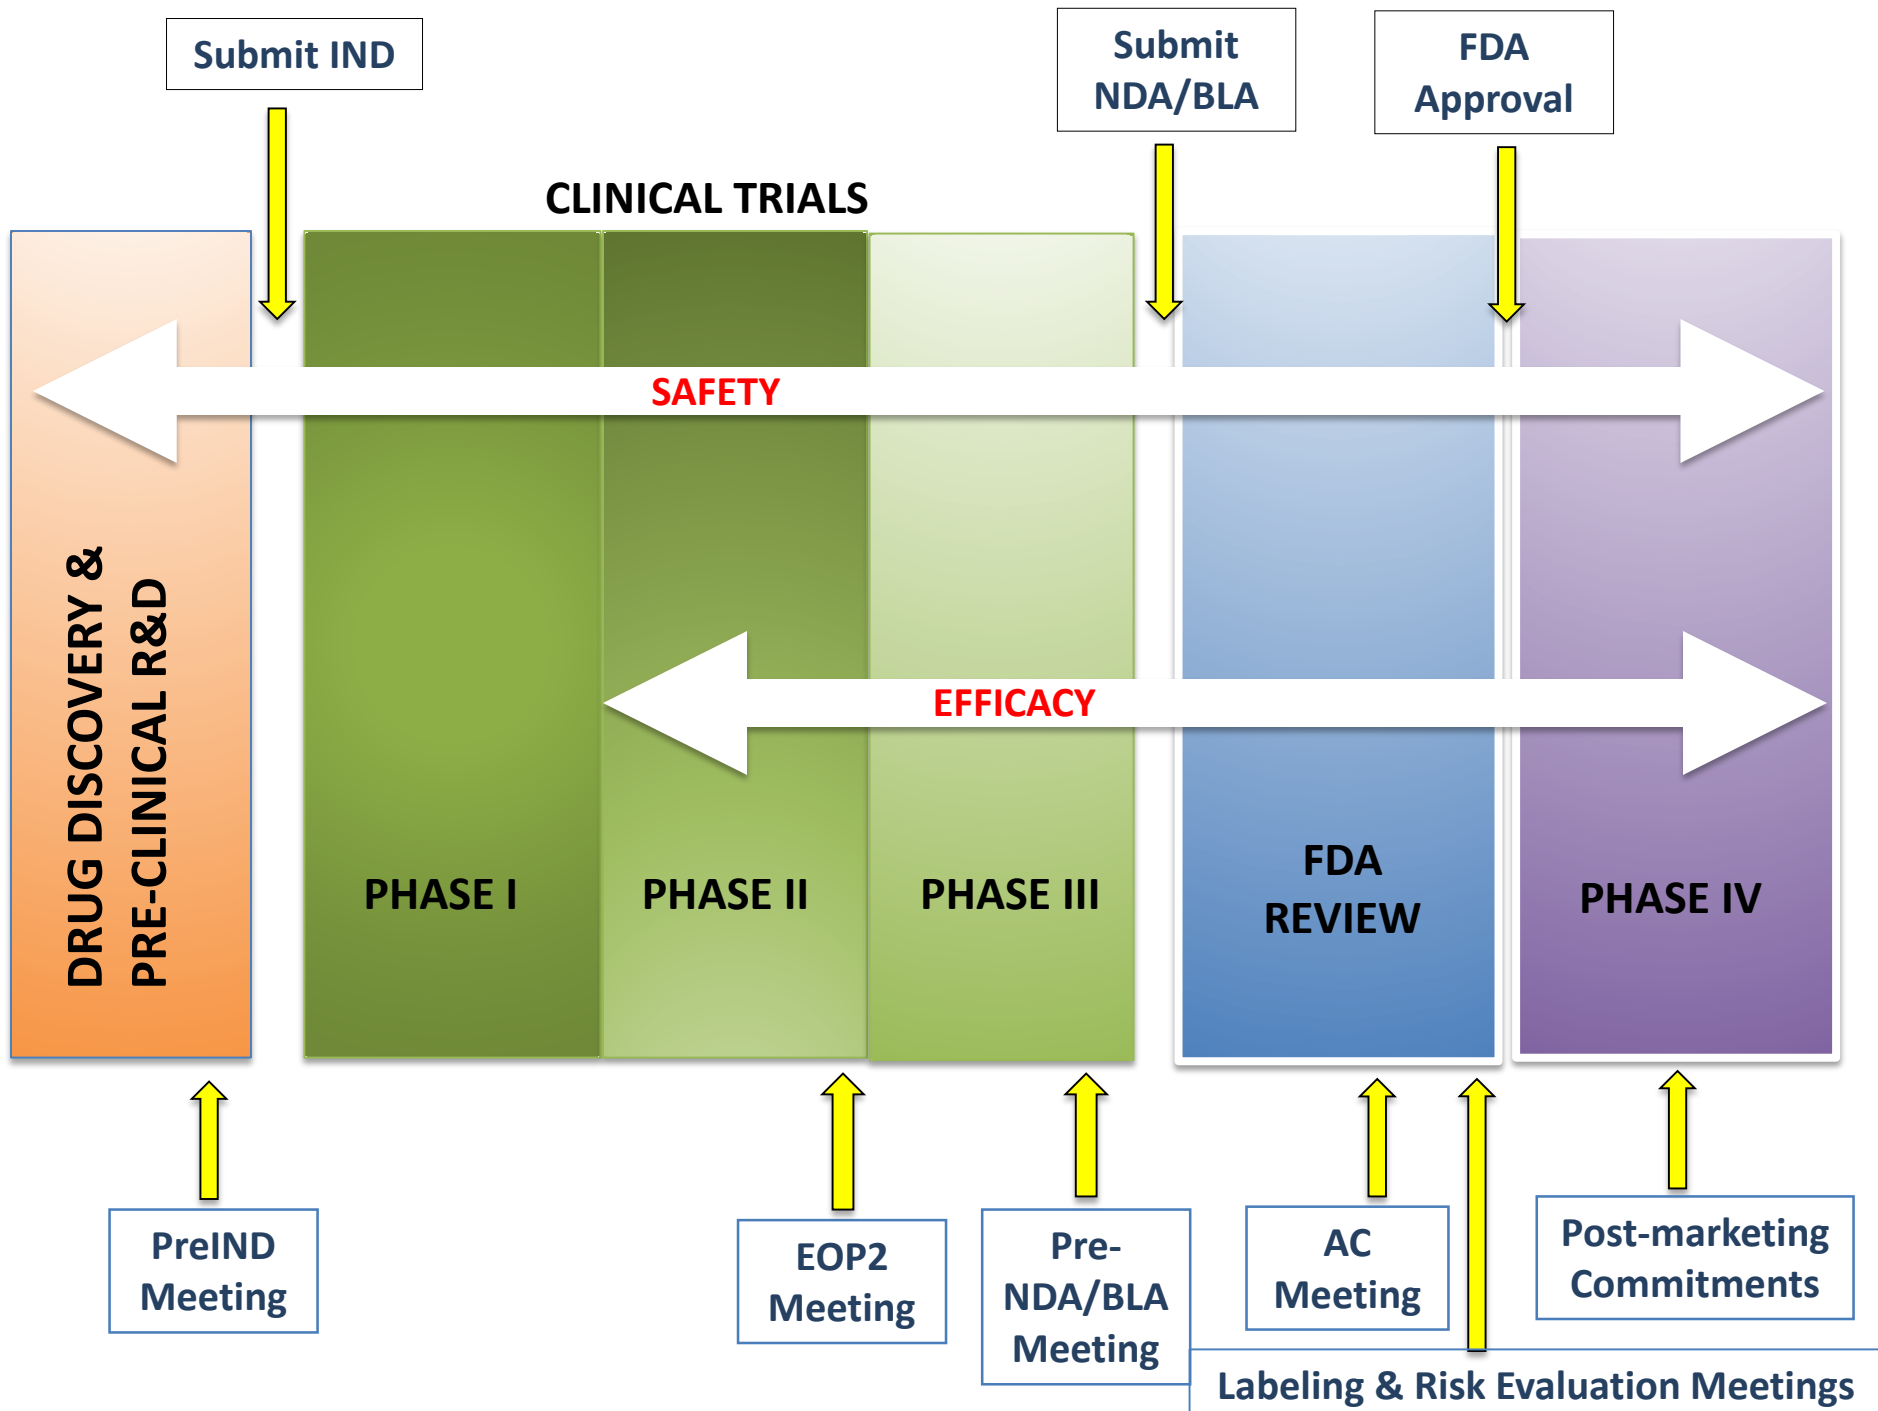 Submit IND
Submit
NDA/BLA
FDA
Approval
CLINICAL TRIALS
SAFETY
EFFICACY
DRUG DISCOVERY &
PRE-CLINICAL R&D
PHASE I
PHASE II
PHASE III
FDA
REVIEW
PHASE IV
PreIND
Meeting
EOP2
Meeting
Pre-
NDA/BLA
Meeting
AC
Meeting
Post-marketing
Commitments
Labeling & Risk Evaluation Meetings